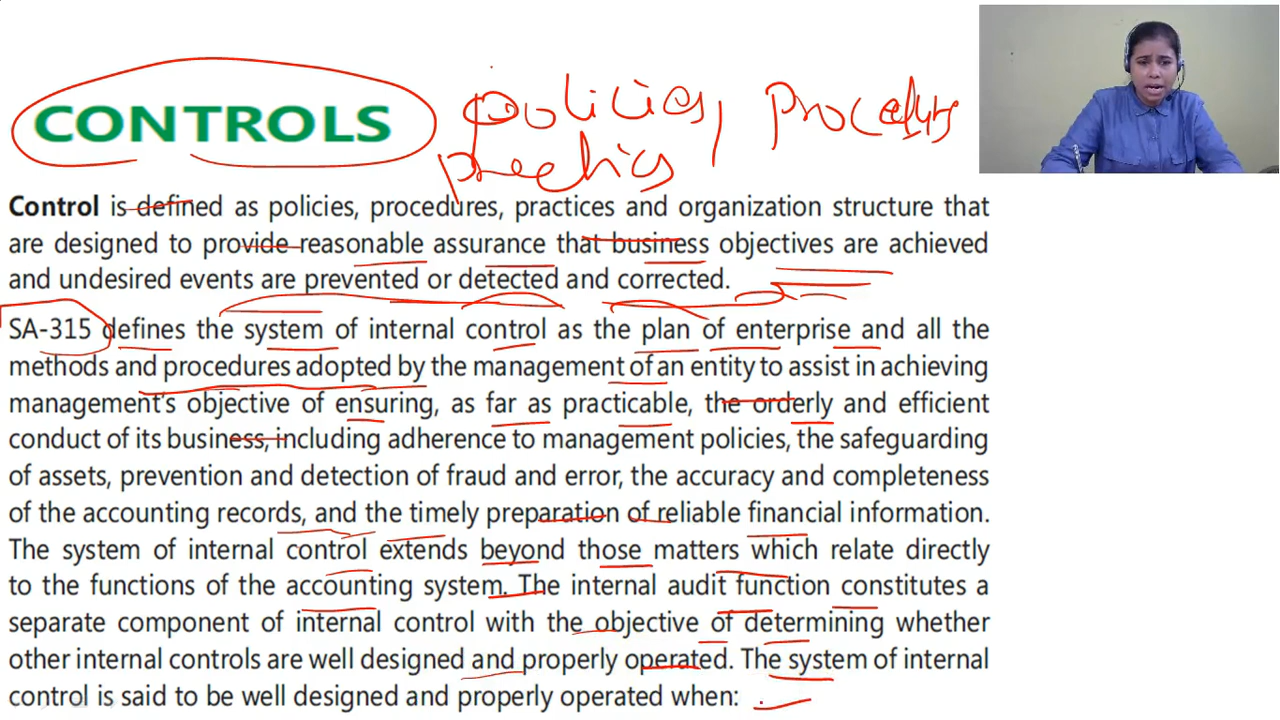 CONTROLS
policies, procedurs
prectics
Control is defined as policies, procedures, practices and organization structure that
are designed to provide reasonable assurance that business objectives are achieved
and undesired events are prevented or detected and corrected.
SA-315 defines the system of internal control as the plan of enterprise and all the
methods and procedures adopted by the management of an entity to assist in achieving
management's objective of ensuring, as far as practicable, the orderly and efficient
conduct of its business, including adherence to management policies, the safeguarding
of assets, prevention and detection of fraud and error, the accuracy and completeness
of the accounting records, and the timely preparation of reliable financial information.
The system of internal control extends beyond those matters which relate directly
to the functions of the accounting system. The internal audit function constitutes a
separate component of internal control with the objective of determining whether
other internal controls are well designed and properly operated. The system of internal
control is said to be well designed and properly operated when: